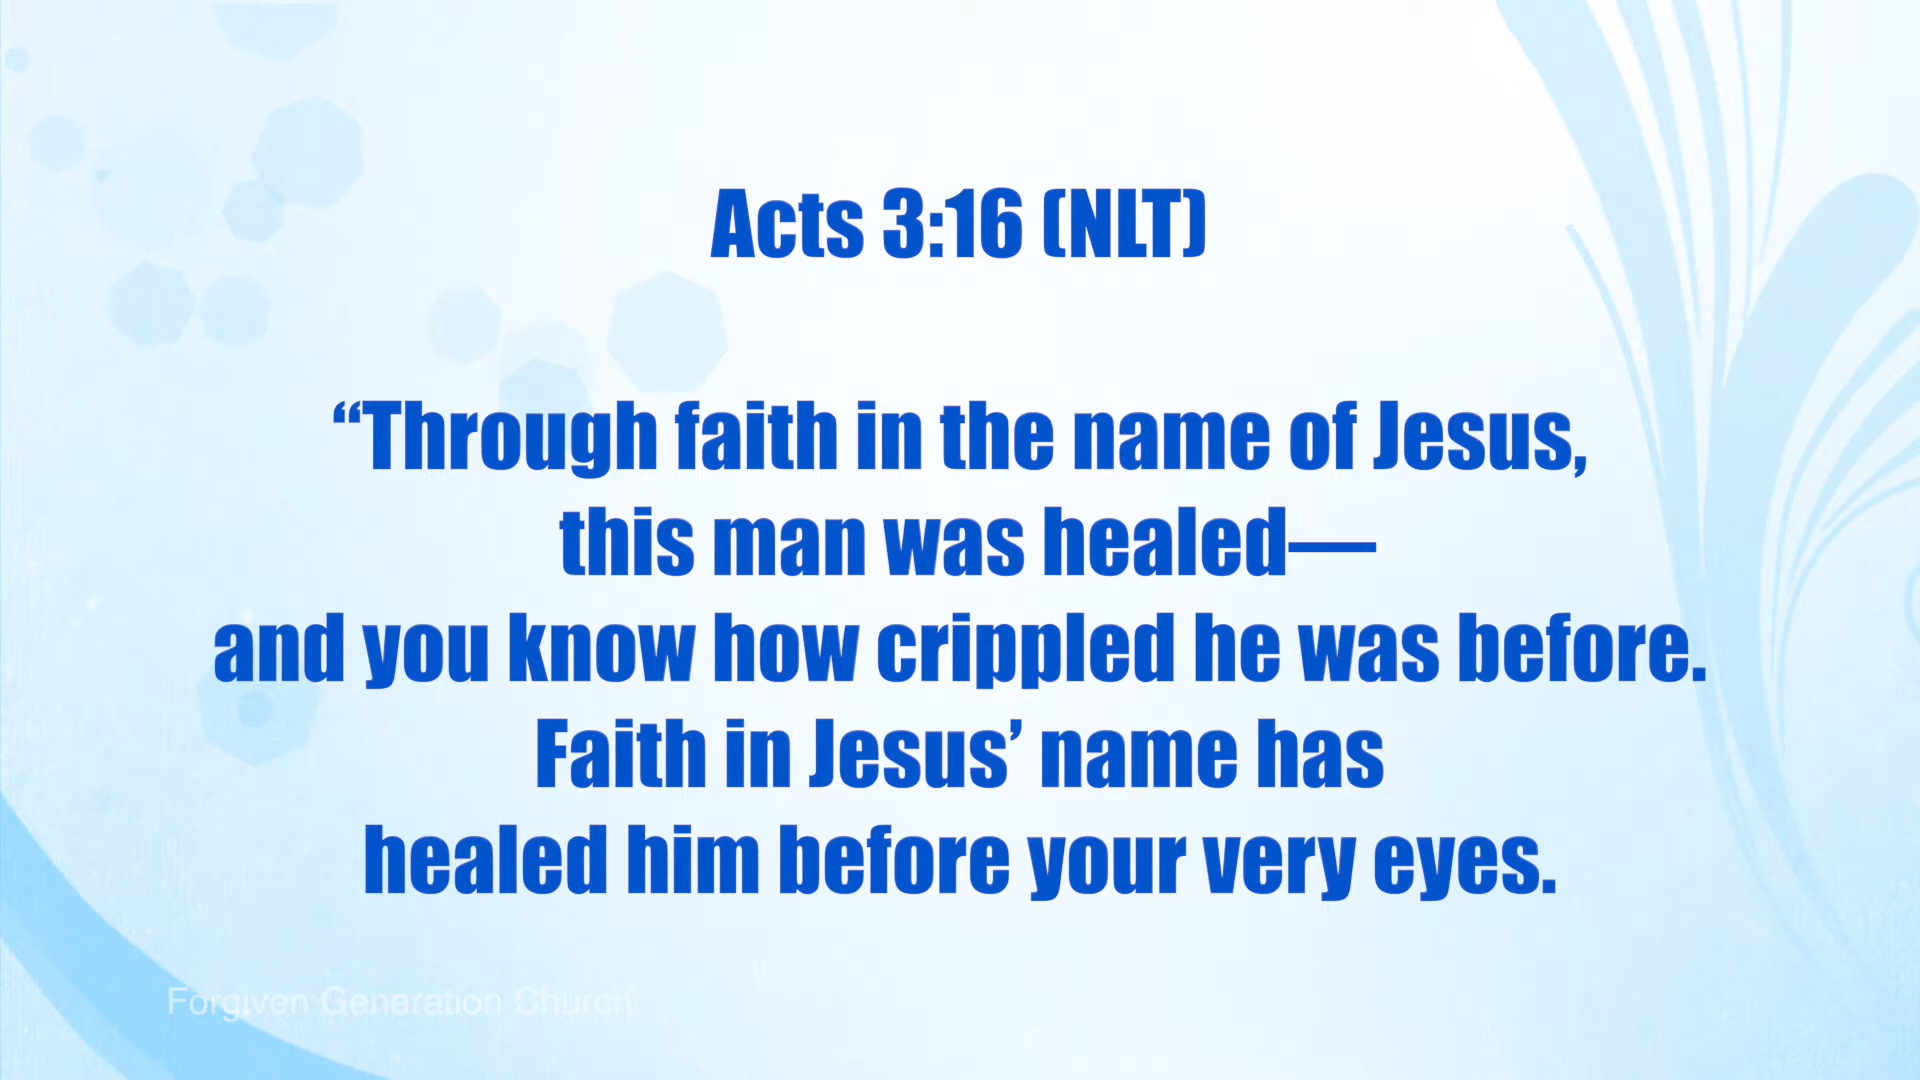 Acts 3:16 (NLT)
“Through faith in the name of Jesus,
this man was healed—
and you know how crippled he was before.
Faith in Jesus’ name has
healed him before your very eyes.
Forgiven Generation Church